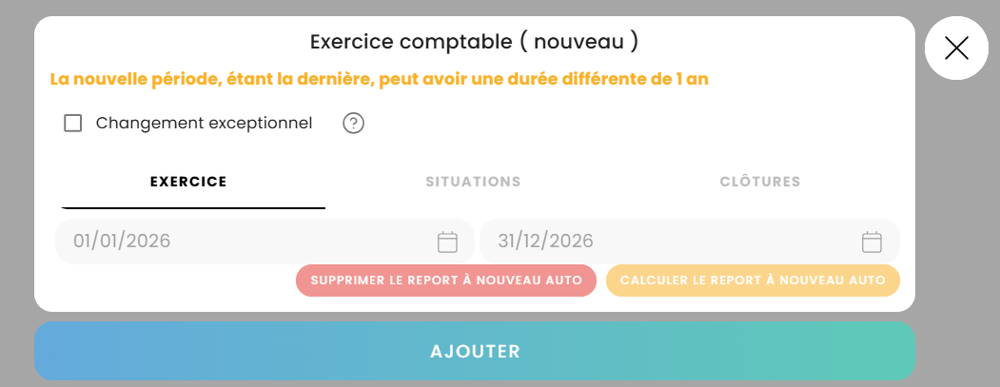 Exercice comptable ( nouveau )
La nouvelle période, étant la dernière, peut avoir une durée différente de 1 an
Changement exceptionnel ?
EXERCICE SITUATIONS CLÔTURES
01/01/2026 31/12/2026
SUPPRIMER LE REPORT À NOUVEAU AUTO CALCULER LE REPORT À NOUVEAU AUTO
AJOUTER